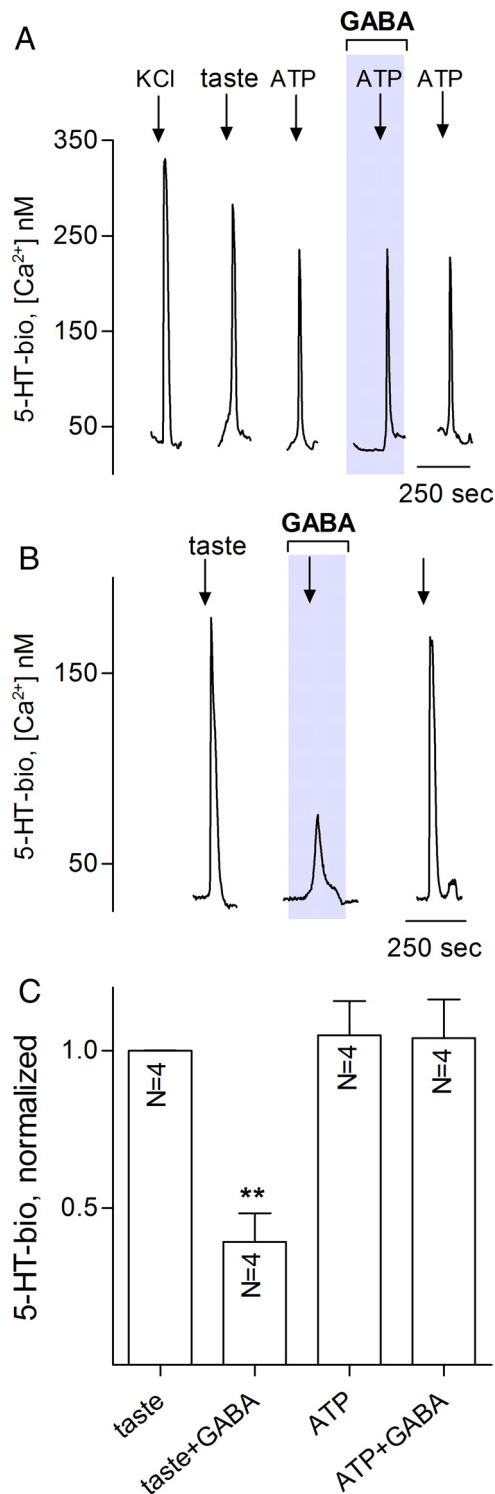 A
GABA
KCl taste ATP ATP ATP
350
250
150
50
5-HT-bio, [Ca²⁺] nM
250 sec
B
GABA
taste
150
50
5-HT-bio, [Ca²⁺] nM
250 sec
C
1.0
0.5
5-HT-bio, normalized
N=4
**
N=4
N=4
N=4
taste
taste+GABA
ATP
ATP+GABA